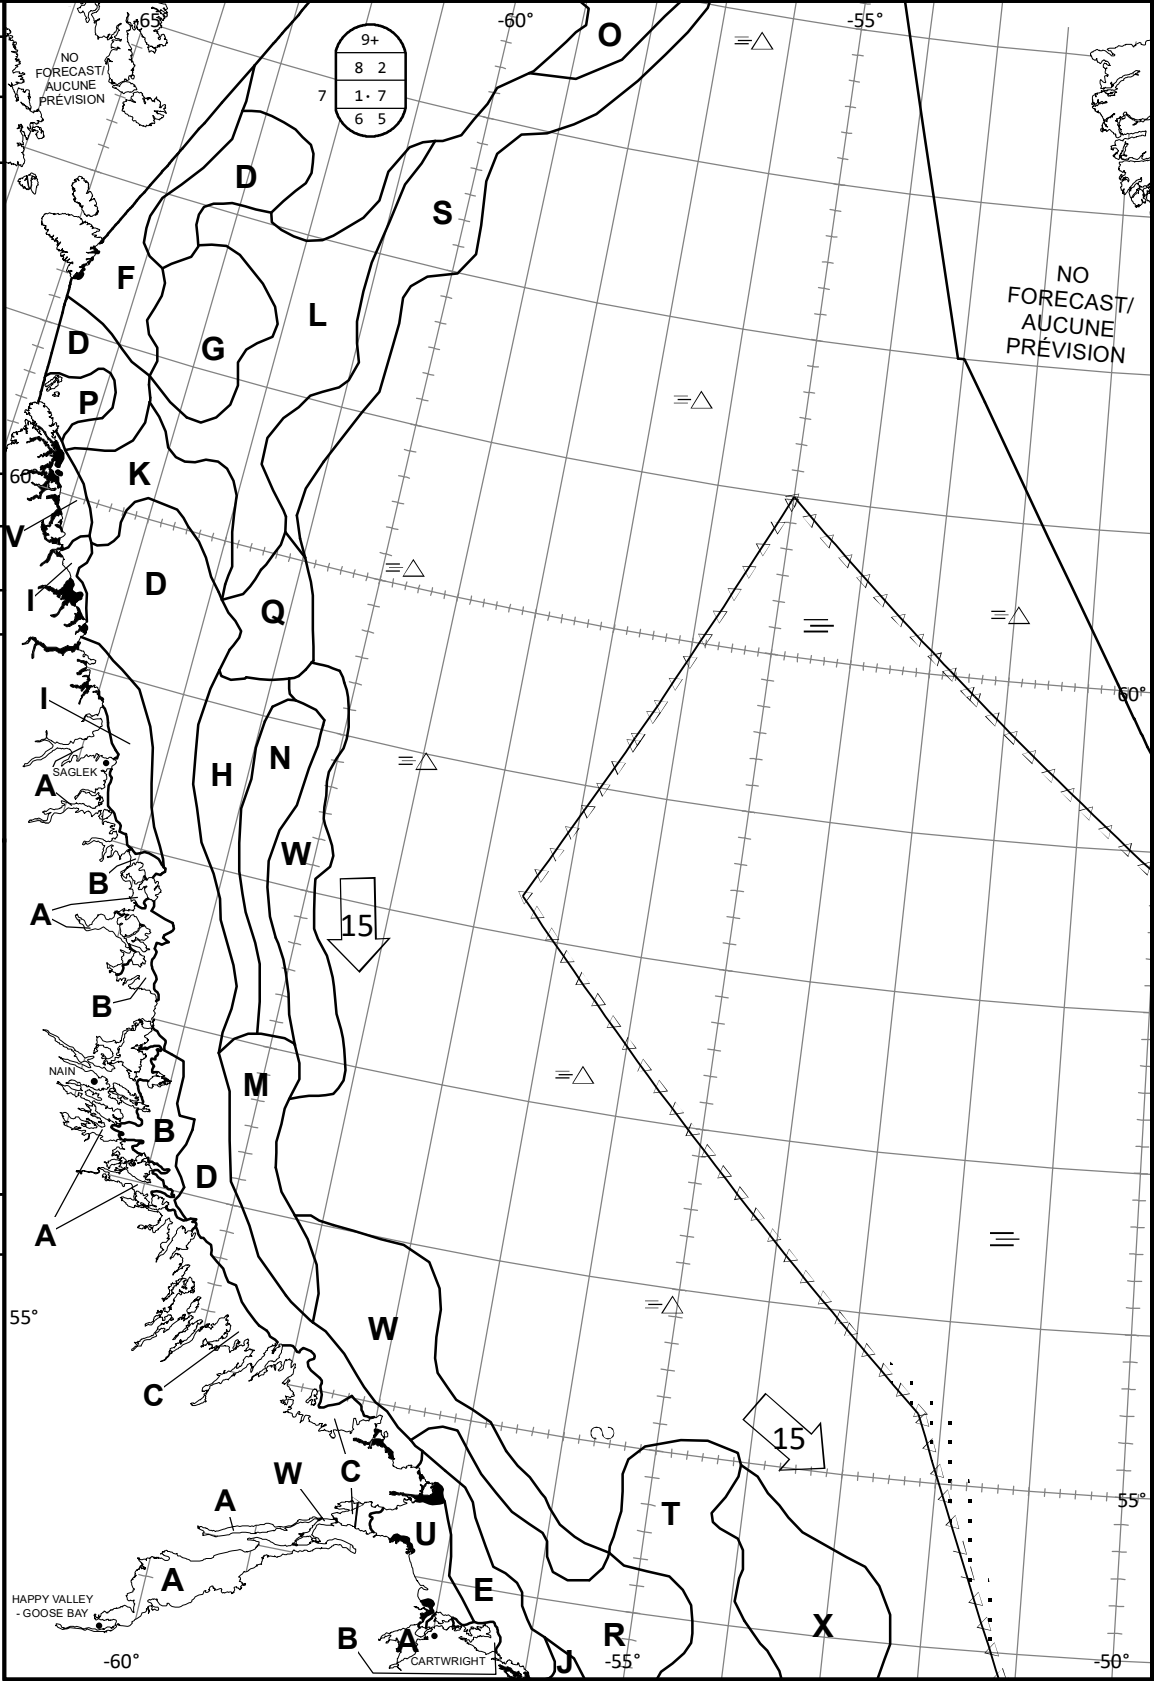 -65°
-60°
-55°
O
9+
8 2
7 1• 7
6 5
NO
FORECAST/
AUCUNE
PRÉVISION
D
S
F
L
G
NO
FORECAST/
AUCUNE
PRÉVISION
D
P
K
60°
V
D
I
Q
60°
I
N
H
SAGLEK
A
W
B
A
15
B
NAIN
M
B
D
A
55°
W
C
15
W
C
A
T
55°
U
A
E
HAPPY VALLEY
- GOOSE BAY
X
R
B
A
J
CARTWRIGHT
-60°
-55°
-50°